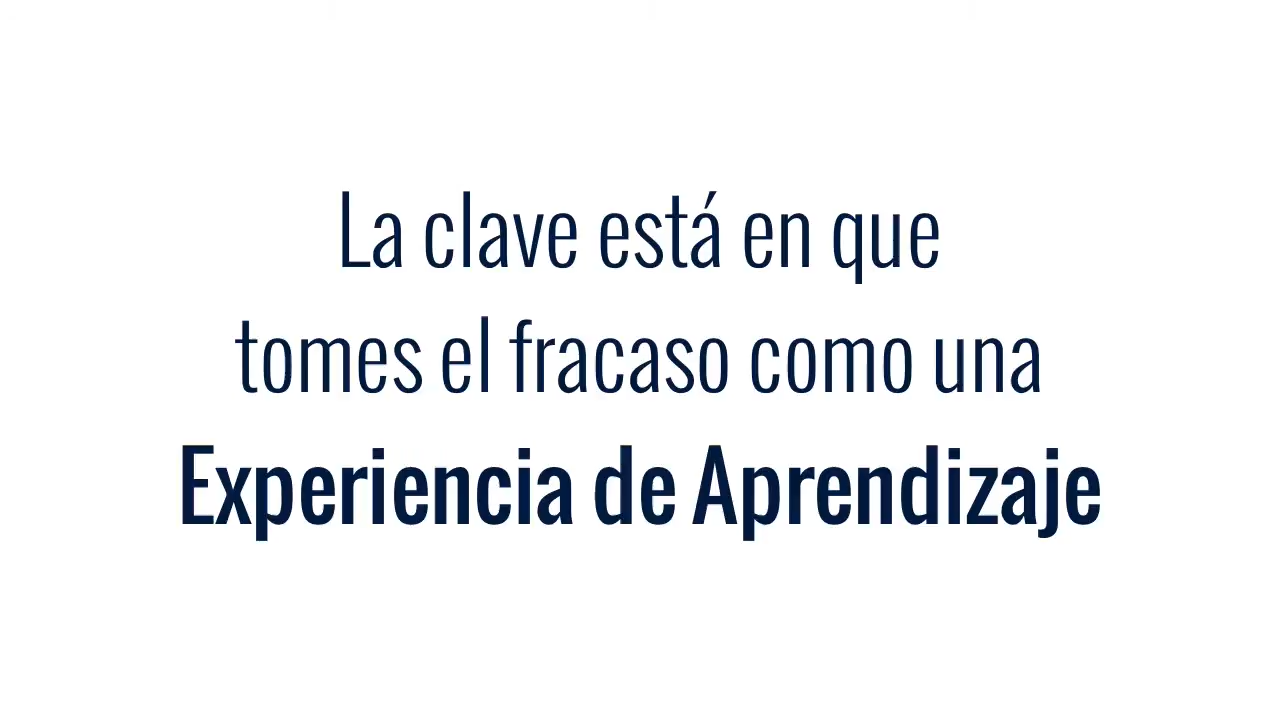 La clave está en que
tomes el fracaso como una
Experiencia de Aprendizaje